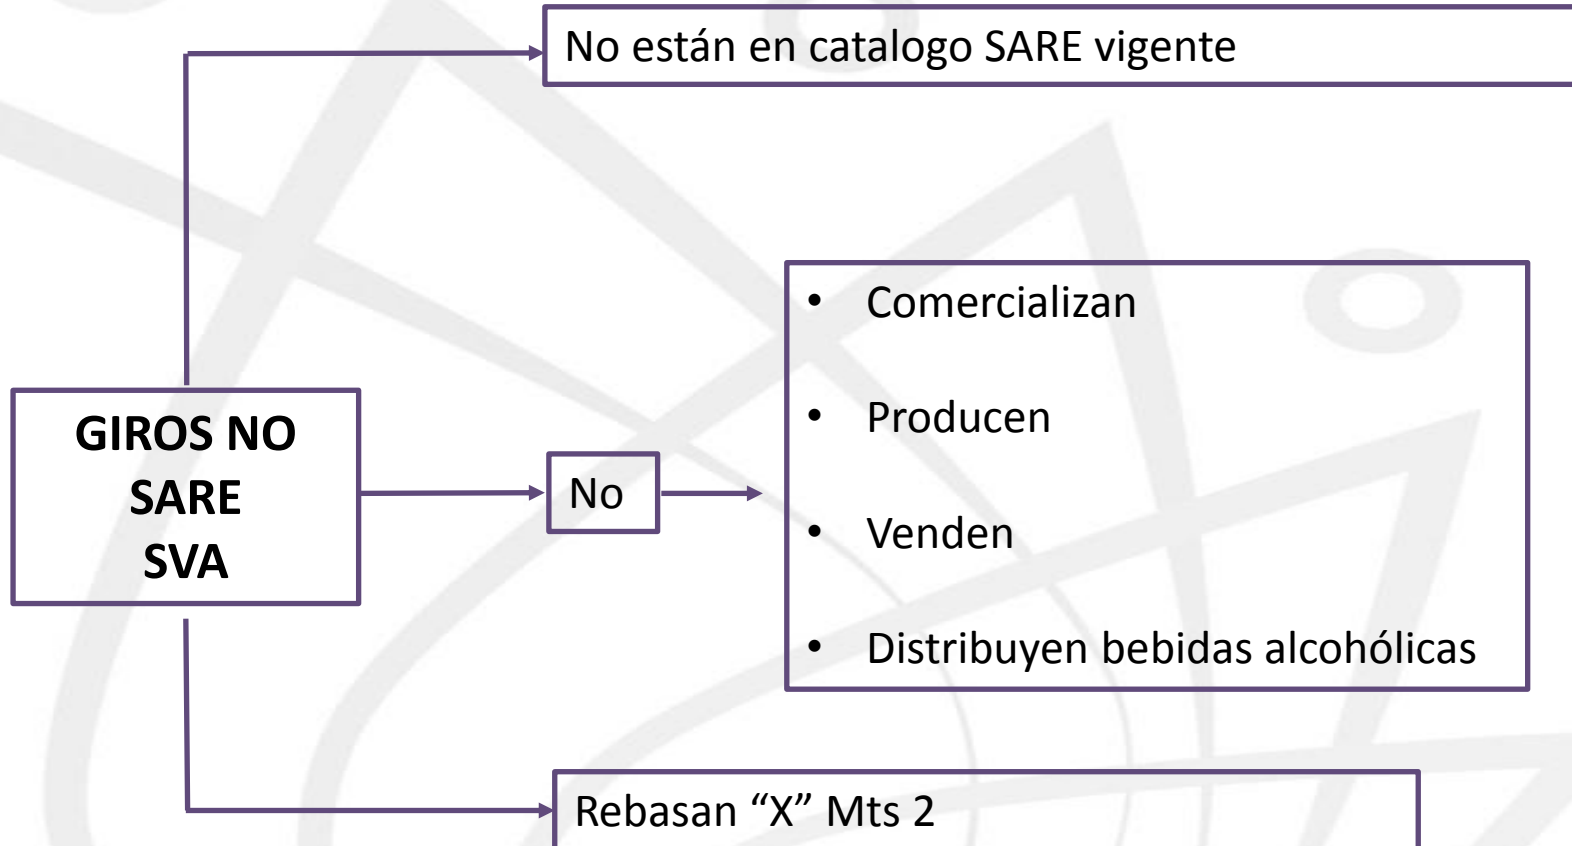 No están en catalogo SARE vigente
GIROS NO
SARE
SVA
No
• Comercializan
• Producen
• Venden
• Distribuyen bebidas alcohólicas
Rebasan “X” Mts 2